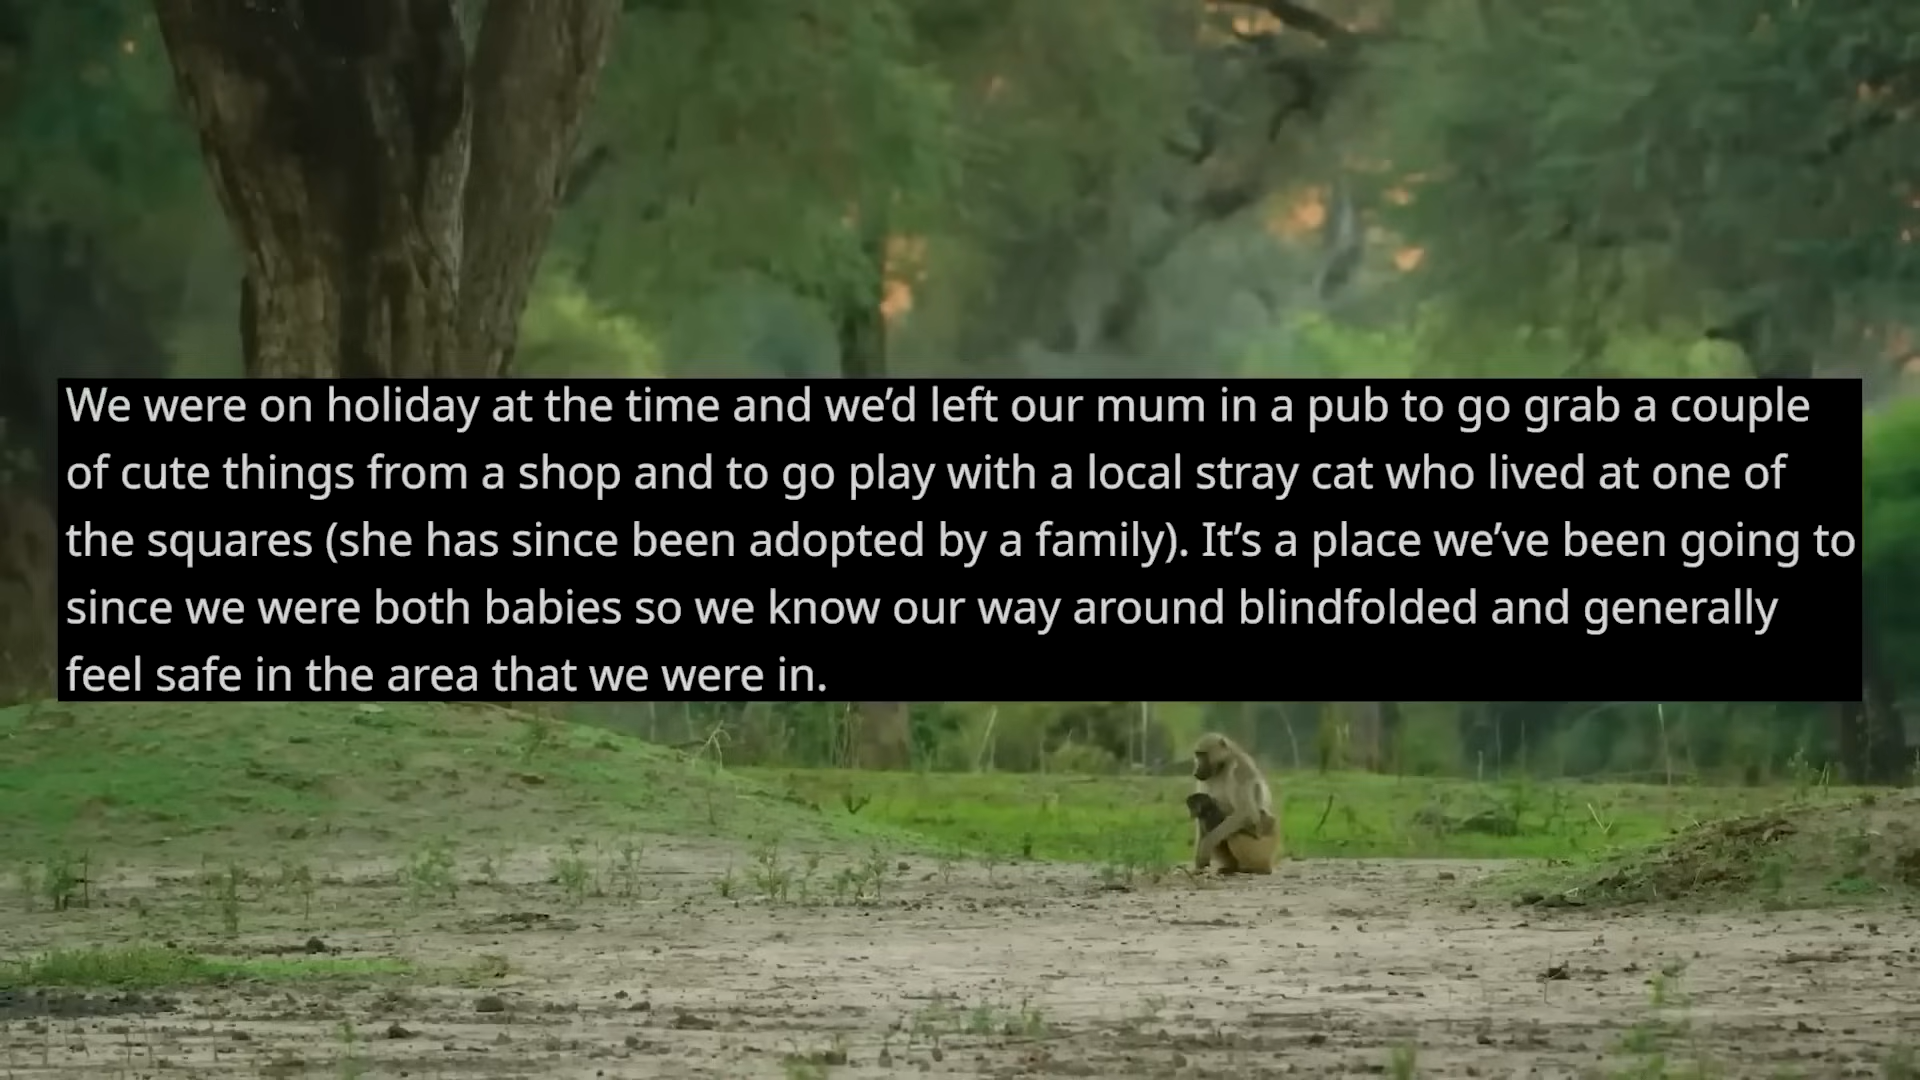 We were on holiday at the time and we’d left our mum in a pub to go grab a couple
of cute things from a shop and to go play with a local stray cat who lived at one of
the squares (she has since been adopted by a family). It’s a place we’ve been going to
since we were both babies so we know our way around blindfolded and generally
feel safe in the area that we were in.